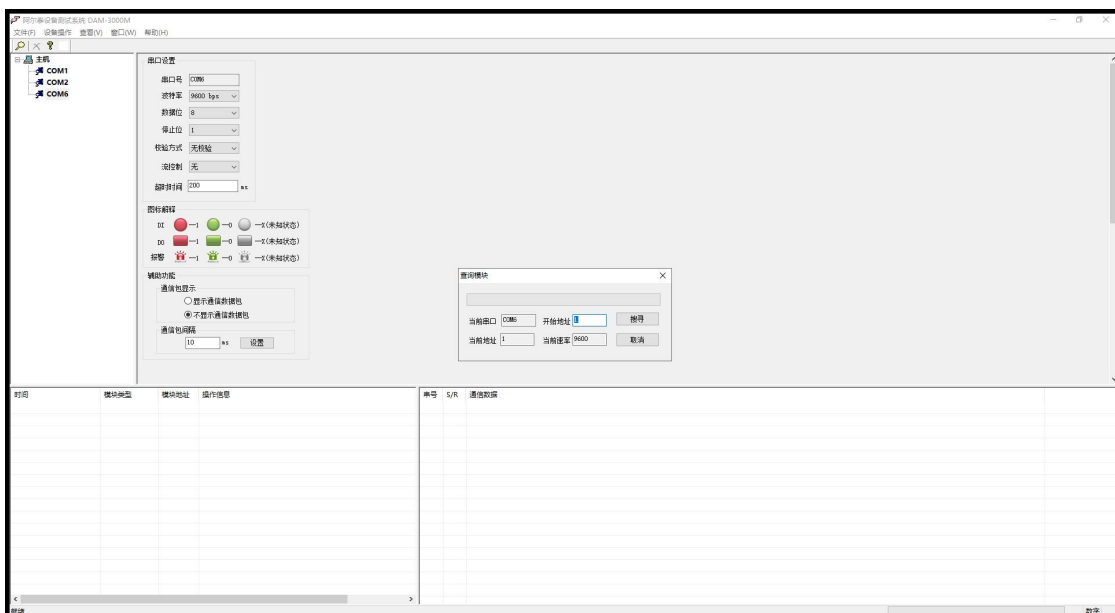 阿尔泰设备测试系统 DAM-3000M
文件(F) 设备操作 查看(V) 窗口(W) 帮助(H)
主机
COM1
COM2
COM6
串口设置
串口号 COM6
波特率 9600 bps
数据位 8
停止位 1
校验方式 无校验
流控制 无
超时时间 200 ms
图标解释
DI —1 —0 —X(未知状态)
DO —1 —0 —X(未知状态)
报警 —1 —0 —X(未知状态)
辅助功能
通信包显示
显示通信数据包
不显示通信数据包
通信包间隔
10 ms 设置
查询模块
当前串口 COM6 开始地址 1 搜寻
当前地址 1 当前速率 9600 取消
时间 模块类型 模块地址 操作信息
串号 S/R 通信数据
就绪 数字